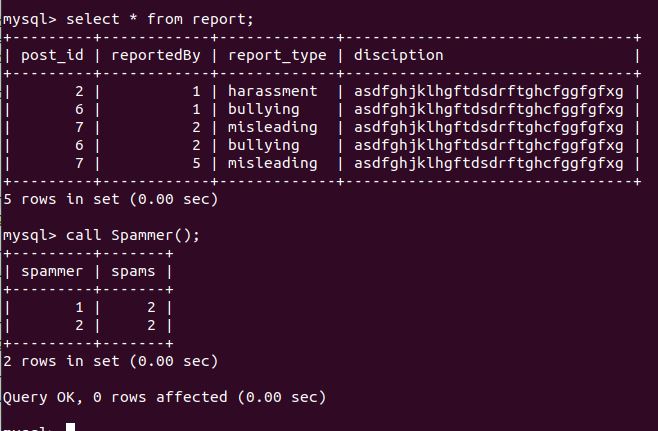 mysql> select * from report;
+---------+------------+-------------+-------------------------------+
| post_id | reportedBy | report_type | disciption                    |
+---------+------------+-------------+-------------------------------+
|       2 |          1 | harassment  | asdfghjklhgftdsdrftghcfggfgfxg |
|       6 |          1 | bullying    | asdfghjklhgftdsdrftghcfggfgfxg |
|       7 |          2 | misleading  | asdfghjklhgftdsdrftghcfggfgfxg |
|       6 |          2 | bullying    | asdfghjklhgftdsdrftghcfggfgfxg |
|       7 |          5 | misleading  | asdfghjklhgftdsdrftghcfggfgfxg |
+---------+------------+-------------+-------------------------------+
5 rows in set (0.00 sec)
mysql> call Spammer();
+---------+-------+
| spammer | spams |
+---------+-------+
|       1 |     2 |
|       2 |     2 |
+---------+-------+
2 rows in set (0.00 sec)
Query OK, 0 rows affected (0.00 sec)
mysql>